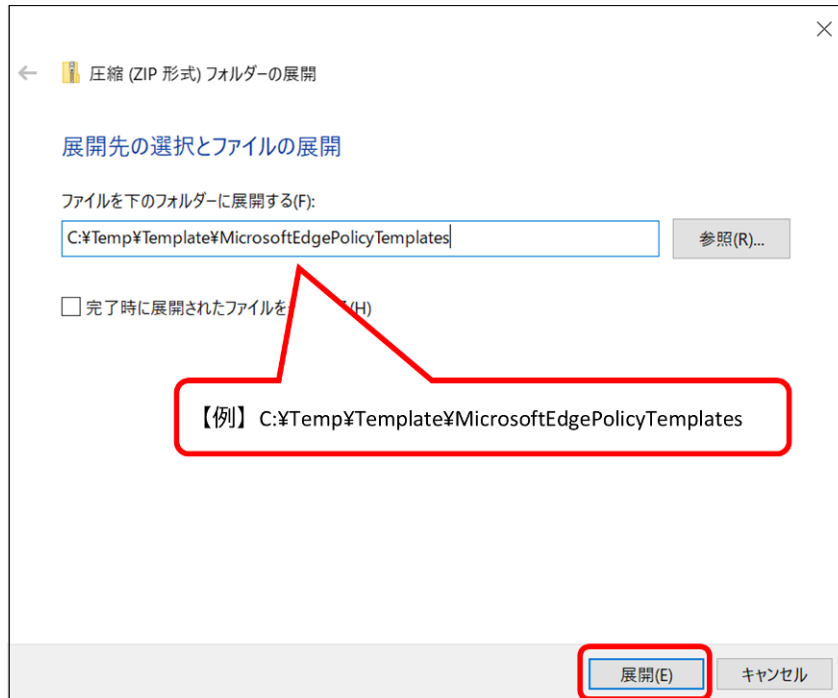 圧縮 (ZIP 形式) フォルダーの展開
展開先の選択とファイルの展開
ファイルを下のフォルダーに展開する(F):
C:¥Temp¥Template¥MicrosoftEdgePolicyTemplates
参照(R)...
完了時に展開されたファイルを (H)
【例】C:¥Temp¥Template¥MicrosoftEdgePolicyTemplates
展開(E)
キャンセル